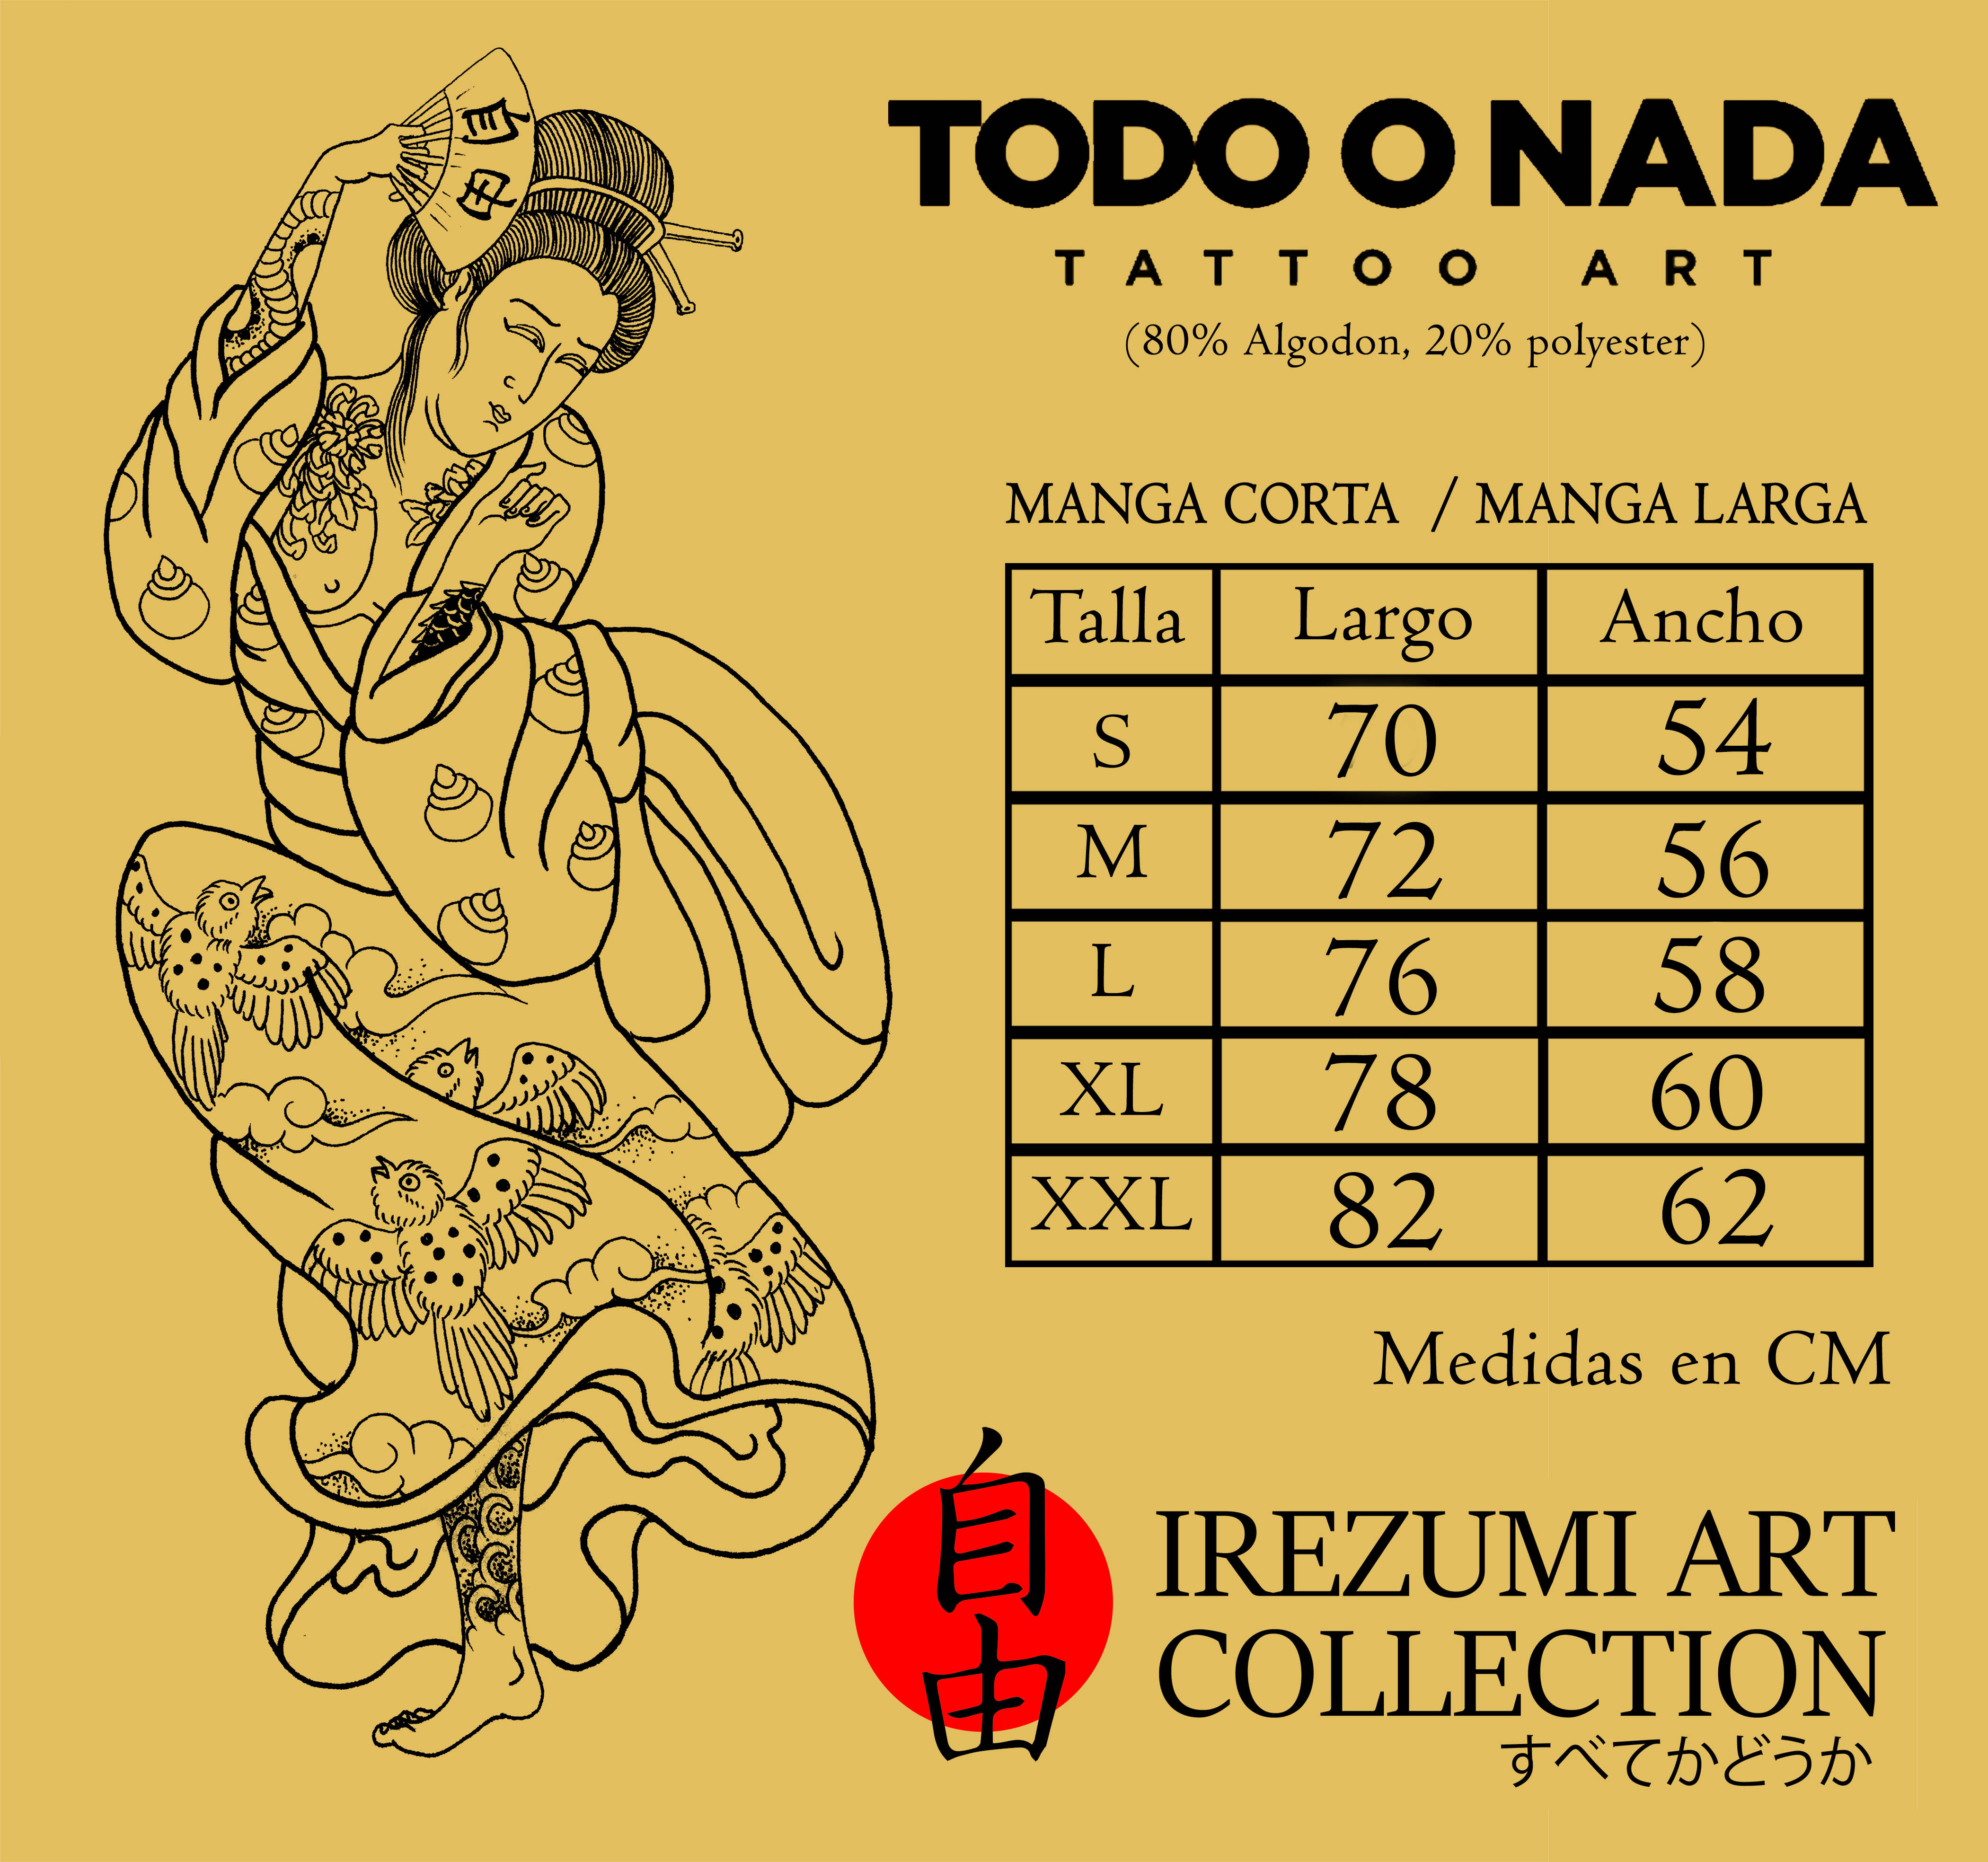 自由
TODO O NADA
TATTOO ART
(80% Algodon, 20% polyester)
MANGA CORTA / MANGA LARGA
Talla Largo Ancho
S 70 54
M 72 56
L 76 58
XL 78 60
XXL 82 62
Medidas en CM
自由
IREZUMI ART
COLLECTION
すべてかどうか